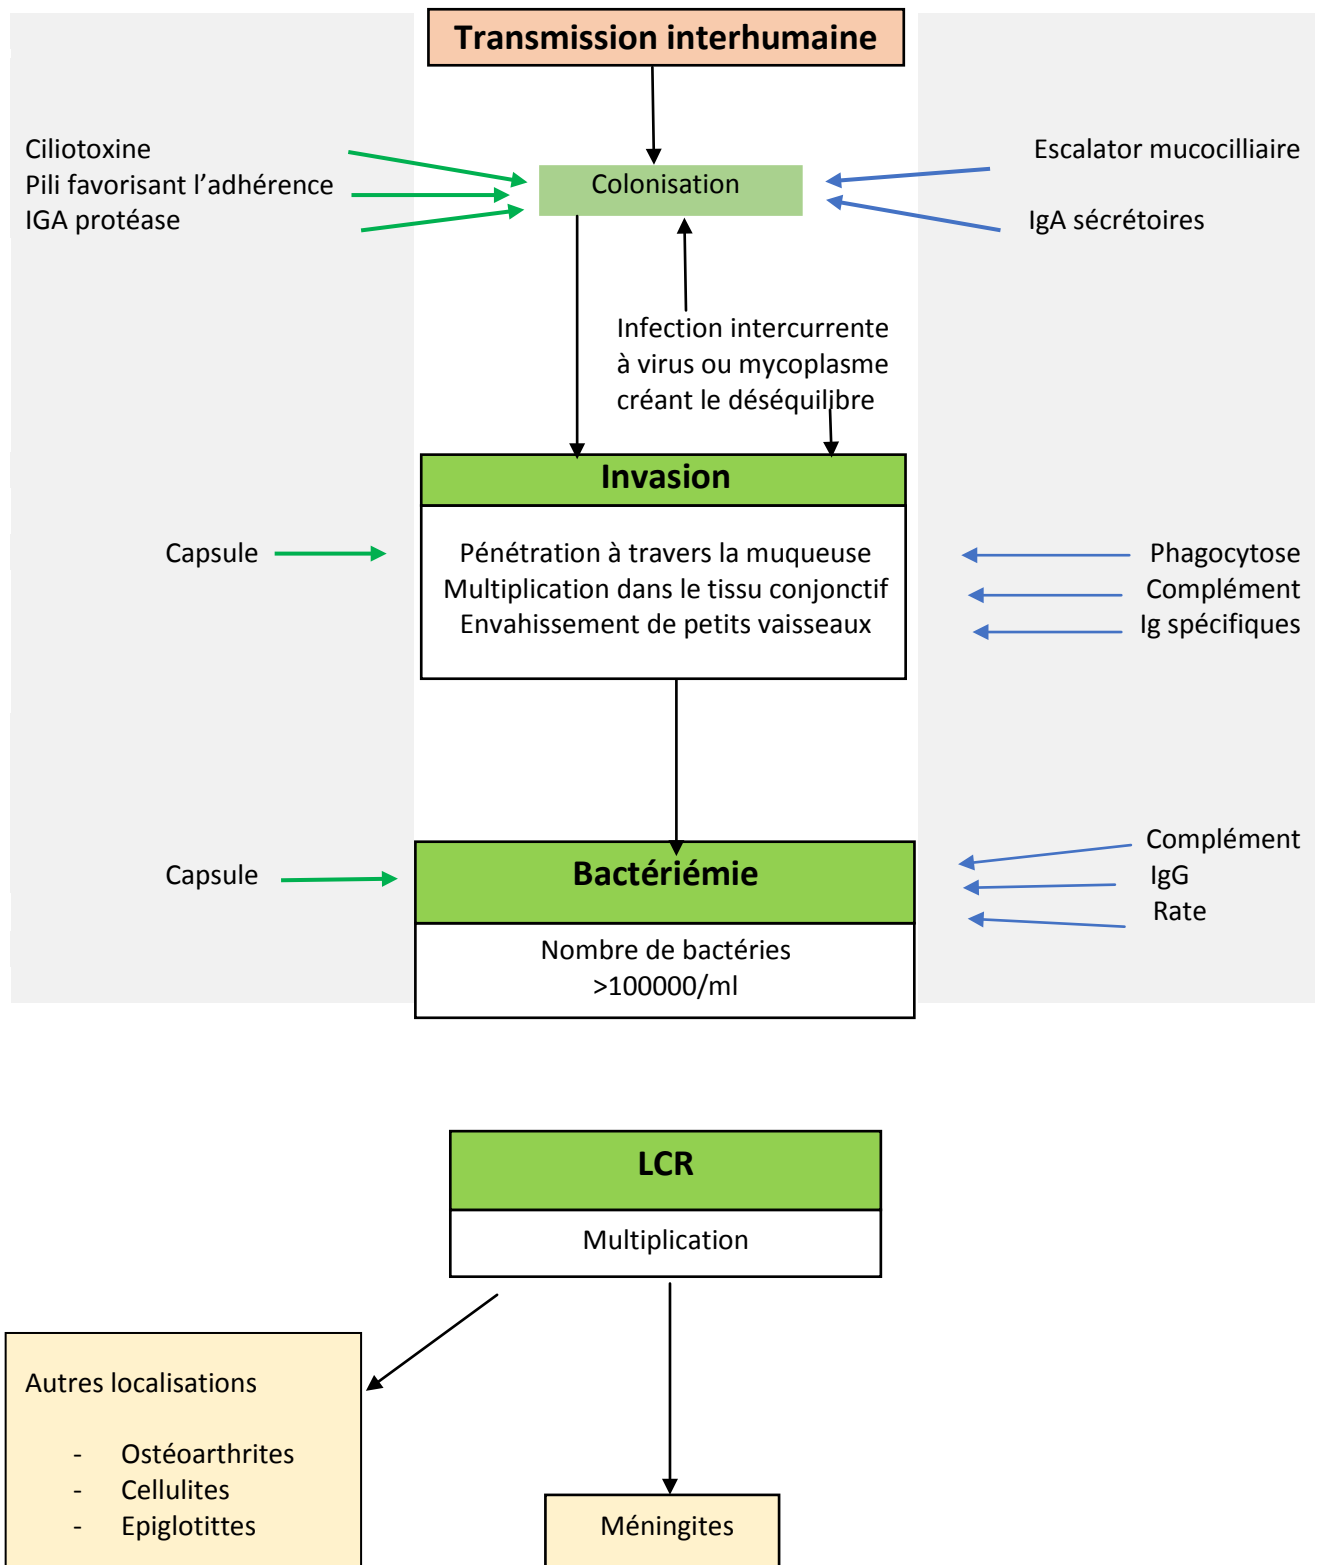 Transmission interhumaine
Ciliotoxine
Pili favorisant l'adhérence
IGA protéase
Colonisation
Escalator mucocilliaire
IgA sécrétoires
Infection intercurrente
à virus ou mycoplasme
créant le déséquilibre
Invasion
Capsule
Pénétration à travers la muqueuse
Multiplication dans le tissu conjonctif
Envahissement de petits vaisseaux
Phagocytose
Complément
Ig spécifiques
Capsule
Bactériémie
Nombre de bactéries
>100000/ml
Complément
IgG
Rate
LCR
Multiplication
Autres localisations
- Ostéoarthrites
- Cellulites
- Epiglotittes
Méningites